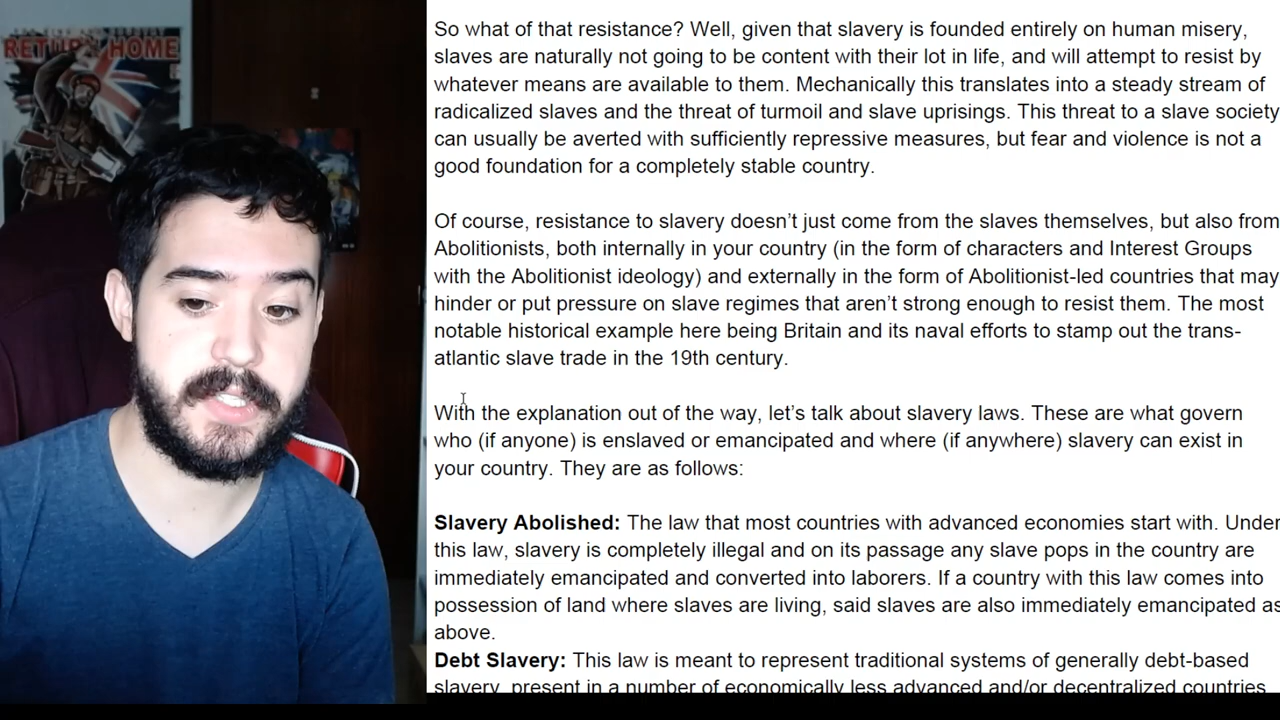 RETURN HOME
So what of that resistance? Well, given that slavery is founded entirely on human misery,
slaves are naturally not going to be content with their lot in life, and will attempt to resist by
whatever means are available to them. Mechanically this translates into a steady stream of
radicalized slaves and the threat of turmoil and slave uprisings. This threat to a slave society
can usually be averted with sufficiently repressive measures, but fear and violence is not a
good foundation for a completely stable country.
Of course, resistance to slavery doesn’t just come from the slaves themselves, but also from
Abolitionists, both internally in your country (in the form of characters and Interest Groups
with the Abolitionist ideology) and externally in the form of Abolitionist-led countries that may
hinder or put pressure on slave regimes that aren’t strong enough to resist them. The most
notable historical example here being Britain and its naval efforts to stamp out the trans-
atlantic slave trade in the 19th century.
With the explanation out of the way, let’s talk about slavery laws. These are what govern
who (if anyone) is enslaved or emancipated and where (if anywhere) slavery can exist in
your country. They are as follows:
Slavery Abolished: The law that most countries with advanced economies start with. Under
this law, slavery is completely illegal and on its passage any slave pops in the country are
immediately emancipated and converted into laborers. If a country with this law comes into
possession of land where slaves are living, said slaves are also immediately emancipated as
above.
Debt Slavery: This law is meant to represent traditional systems of generally debt-based
slavery, present in a number of economically less advanced and/or decentralized countries